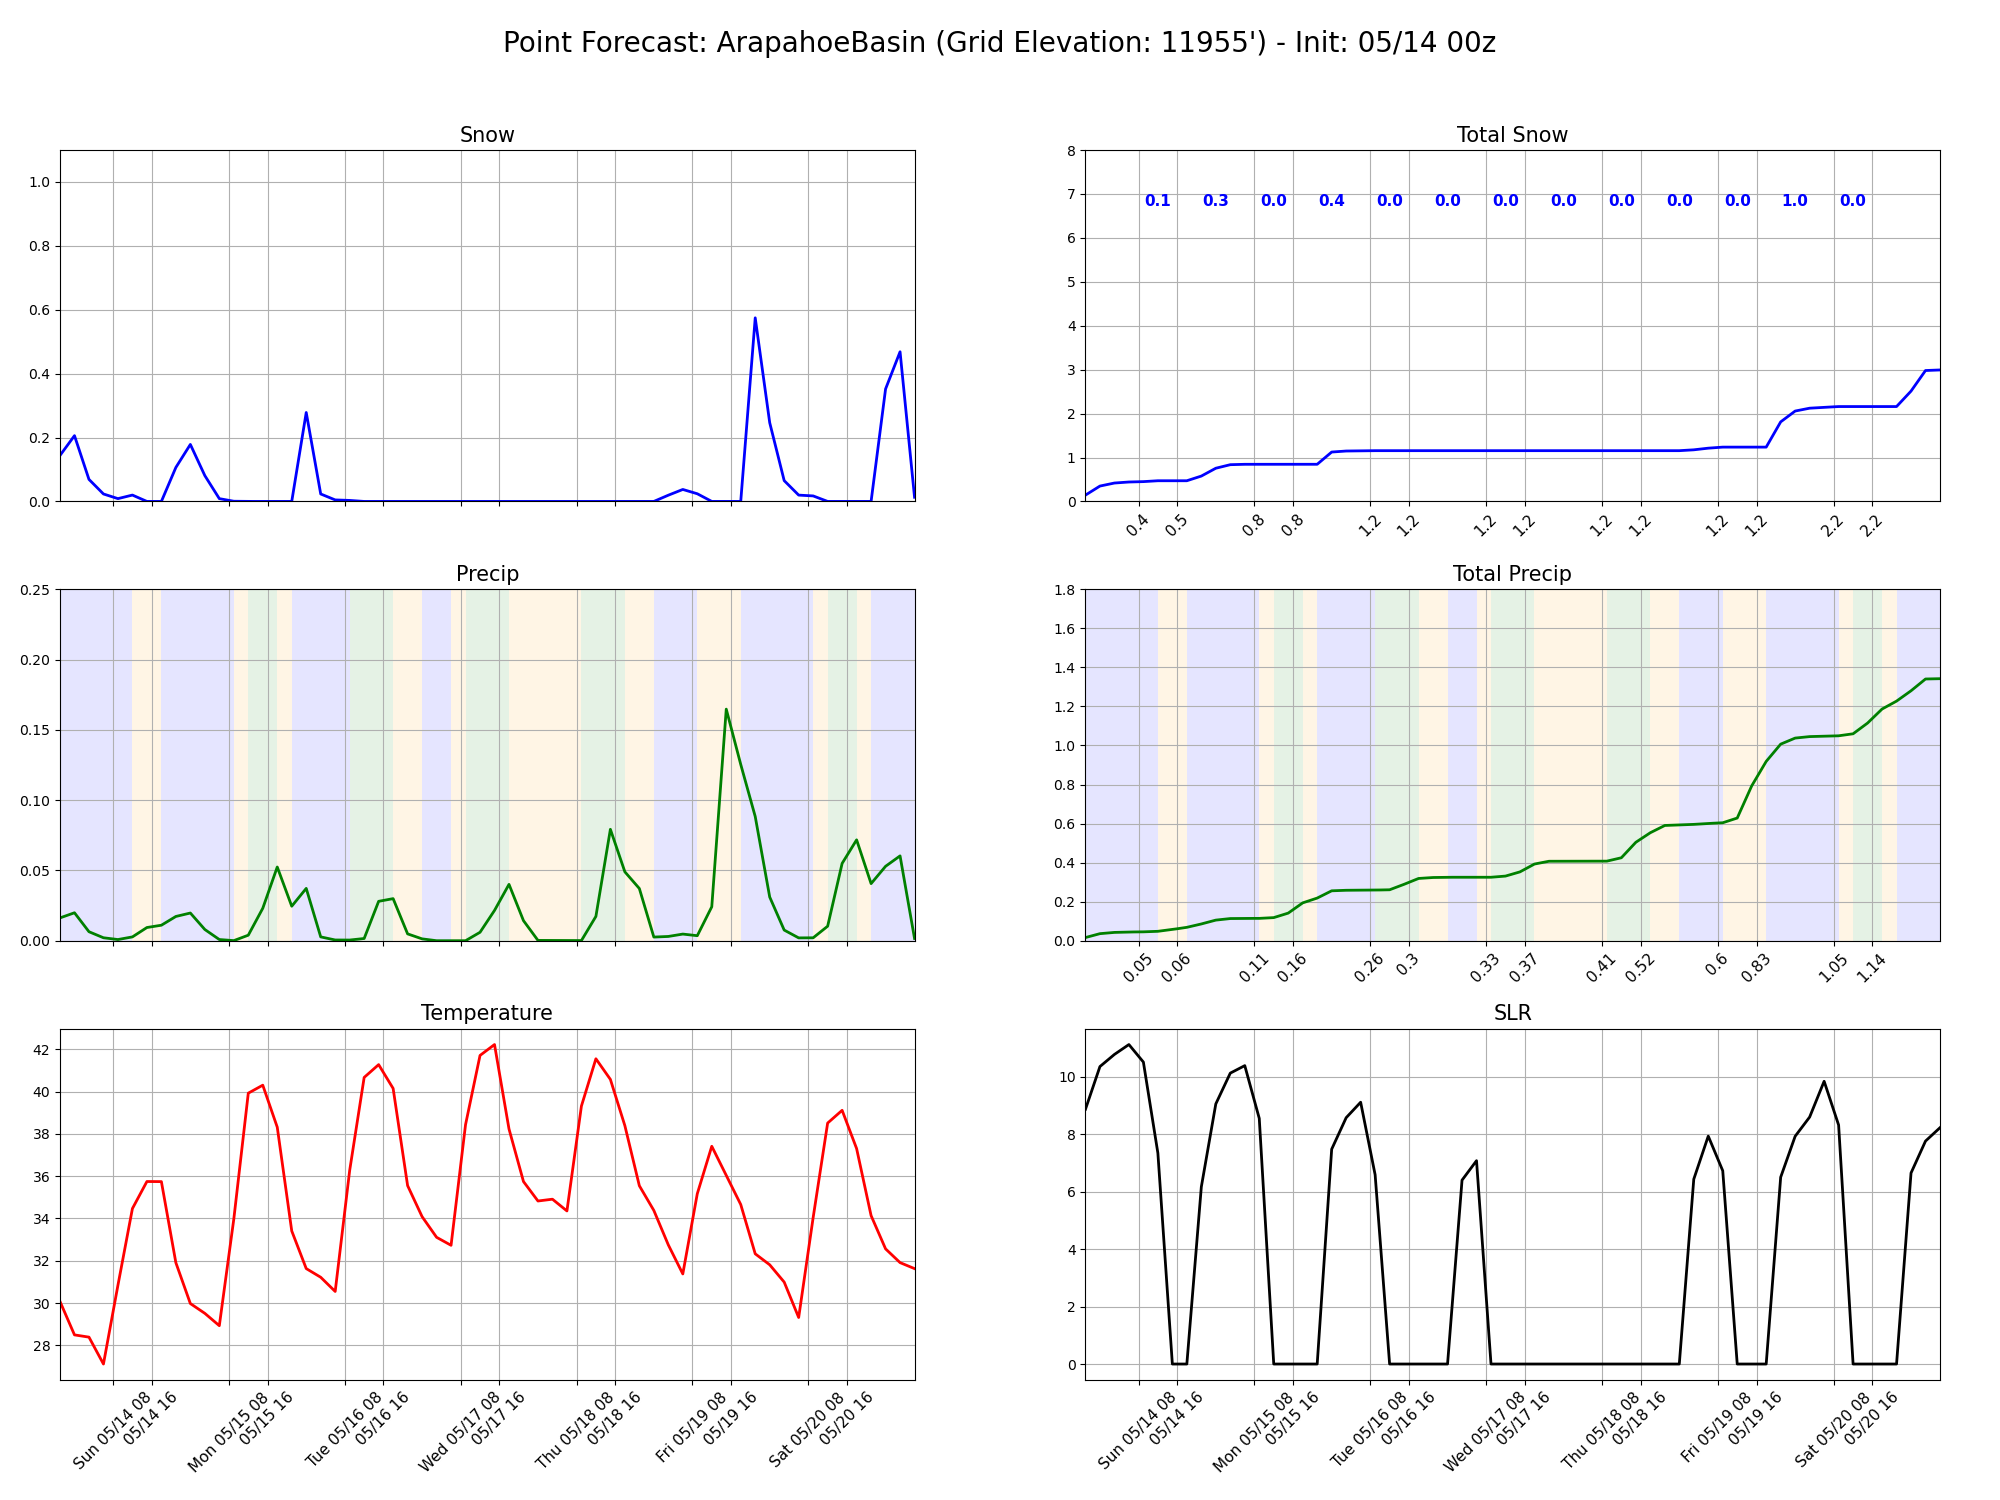 Point Forecast: ArapahoeBasin (Grid Elevation: 11955') - Init: 05/14 00z
Snow
1.0
0.8
0.6
0.4
0.2
0.0
Total Snow
8
7
6
5
4
3
2
1
0
0.1 0.3 0.0 0.4 0.0 0.0 0.0 0.0 0.0 0.0 0.0 1.0 0.0
0.4 0.5 0.8 0.8 1.2 1.2 1.2 1.2 1.2 1.2 1.2 1.2 2.2 2.2
Precip
0.25
0.20
0.15
0.10
0.05
0.00
Total Precip
1.8
1.6
1.4
1.2
1.0
0.8
0.6
0.4
0.2
0.0
0.05 0.06 0.11 0.16 0.26 0.3 0.33 0.37 0.41 0.52 0.6 0.83 1.05 1.14
Temperature
42
40
38
36
34
32
30
28
Sun 05/14 08
05/14 16
Mon 05/15 08
05/15 16
Tue 05/16 08
05/16 16
Wed 05/17 08
05/17 16
Thu 05/18 08
05/18 16
Fri 05/19 08
05/19 16
Sat 05/20 08
05/20 16
SLR
10
8
6
4
2
0
Sun 05/14 08
05/14 16
Mon 05/15 08
05/15 16
Tue 05/16 08
05/16 16
Wed 05/17 08
05/17 16
Thu 05/18 08
05/18 16
Fri 05/19 08
05/19 16
Sat 05/20 08
05/20 16